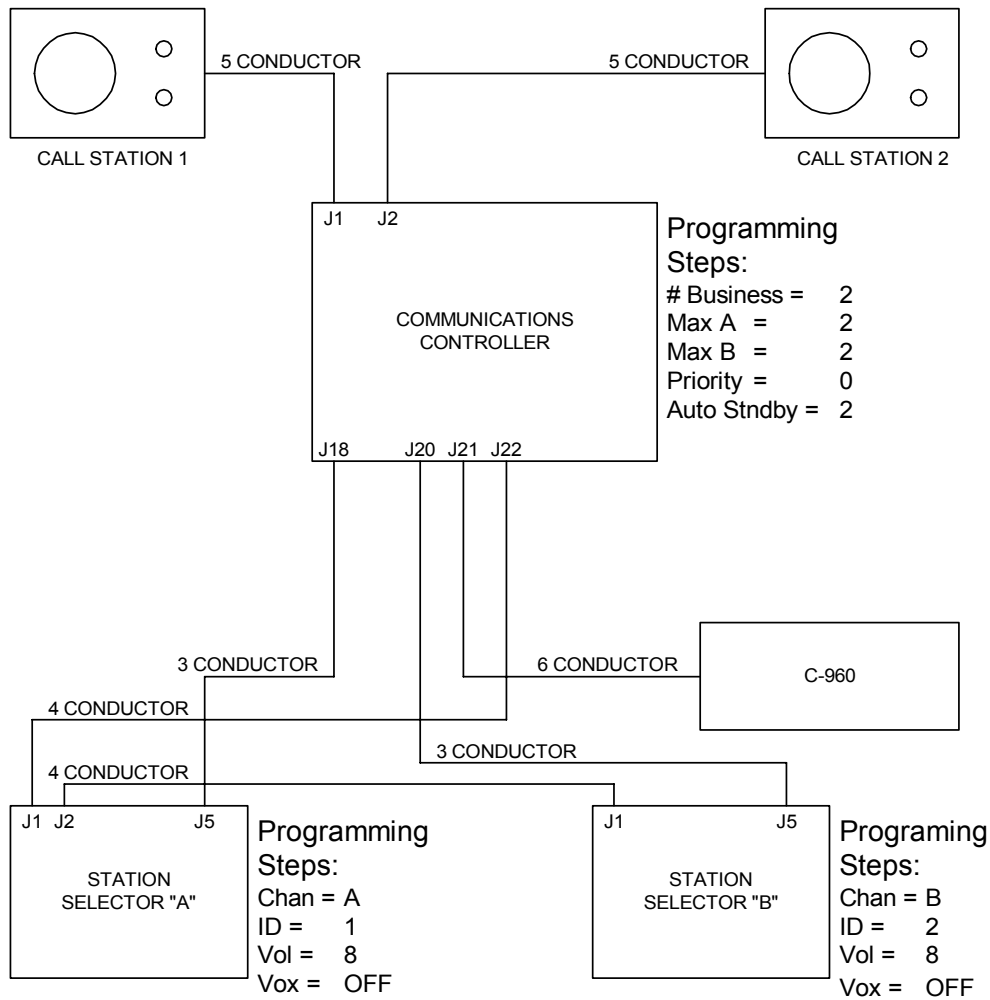 5 CONDUCTOR
5 CONDUCTOR
CALL STATION 1
CALL STATION 2
J1 J2
COMMUNICATIONS
CONTROLLER
Programming
Steps:
# Business = 2
Max A = 2
Max B = 2
Priority = 0
Auto Stndby = 2
J18 J20 J21 J22
3 CONDUCTOR
6 CONDUCTOR
C-960
4 CONDUCTOR
3 CONDUCTOR
4 CONDUCTOR
J1 J2 J5
STATION
SELECTOR "A"
Programming
Steps:
Chan = A
ID = 1
Vol = 8
Vox = OFF
J1 J5
STATION
SELECTOR "B"
Programing
Steps:
Chan = B
ID = 2
Vol = 8
Vox = OFF